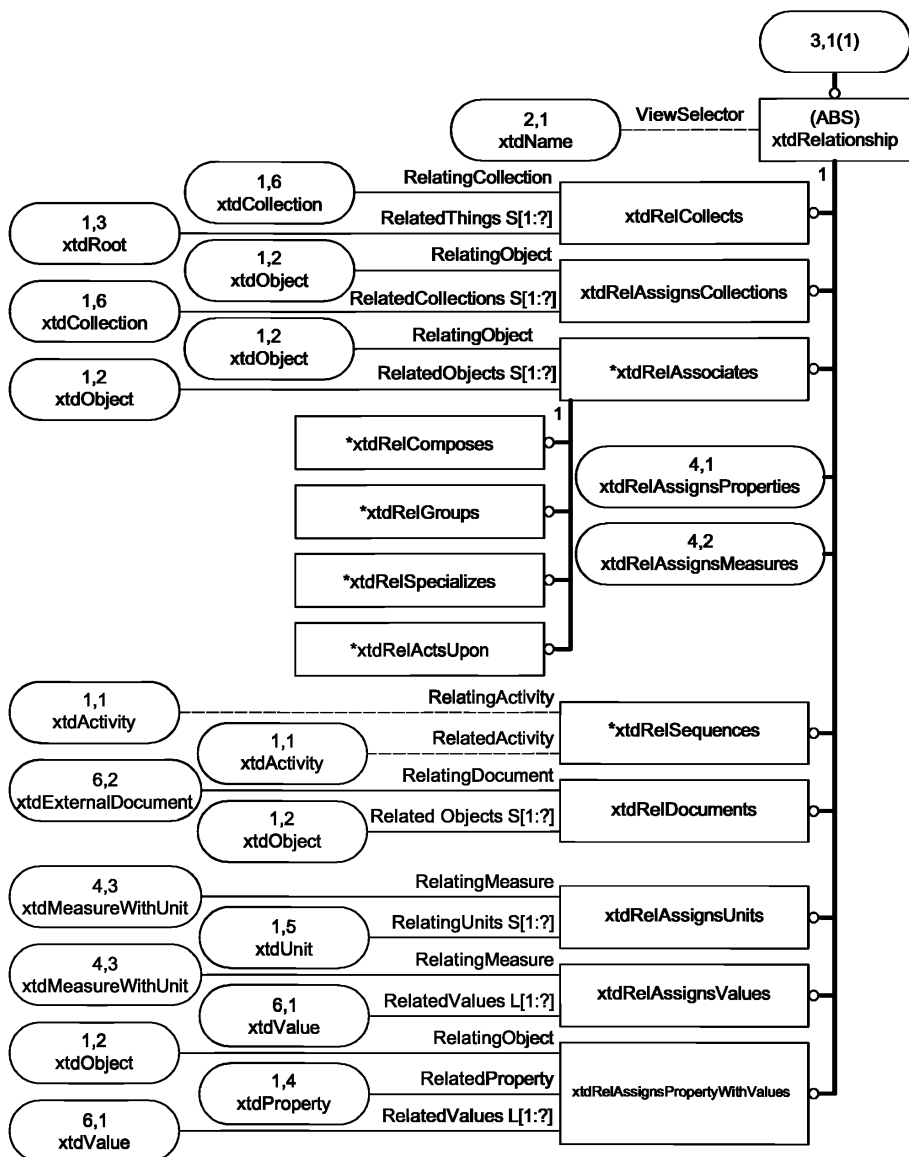 3,1(1)
ViewSelector
2,1
xtdName
(ABS)
xtdRelationship
1
RelatingCollection
1,6
xtdCollection
xtdRelCollects
RelatedThings S[1:?]
1,3
xtdRoot
RelatingObject
1,2
xtdObject
xtdRelAssignsCollections
RelatedCollections S[1:?]
1,6
xtdCollection
RelatingObject
1,2
xtdObject
*xtdRelAssociates
RelatedObjects S[1:?]
1,2
xtdObject
1
*xtdRelComposes
4,1
xtdRelAssignsProperties
*xtdRelGroups
4,2
xtdRelAssignsMeasures
*xtdRelSpecializes
*xtdRelActsUpon
RelatingActivity
1,1
xtdActivity
*xtdRelSequences
RelatedActivity
1,1
xtdActivity
RelatingDocument
6,2
xtdExternalDocument
xtdRelDocuments
Related Objects S[1:?]
1,2
xtdObject
RelatingMeasure
4,3
xtdMeasureWithUnit
xtdRelAssignsUnits
RelatingUnits S[1:?]
1,5
xtdUnit
RelatingMeasure
4,3
xtdMeasureWithUnit
xtdRelAssignsValues
RelatedValues L[1:?]
6,1
xtdValue
RelatingObject
1,2
xtdObject
RelatedProperty
1,4
xtdProperty
xtdRelAssignsPropertyWithValues
RelatedValues L[1:?]
6,1
xtdValue